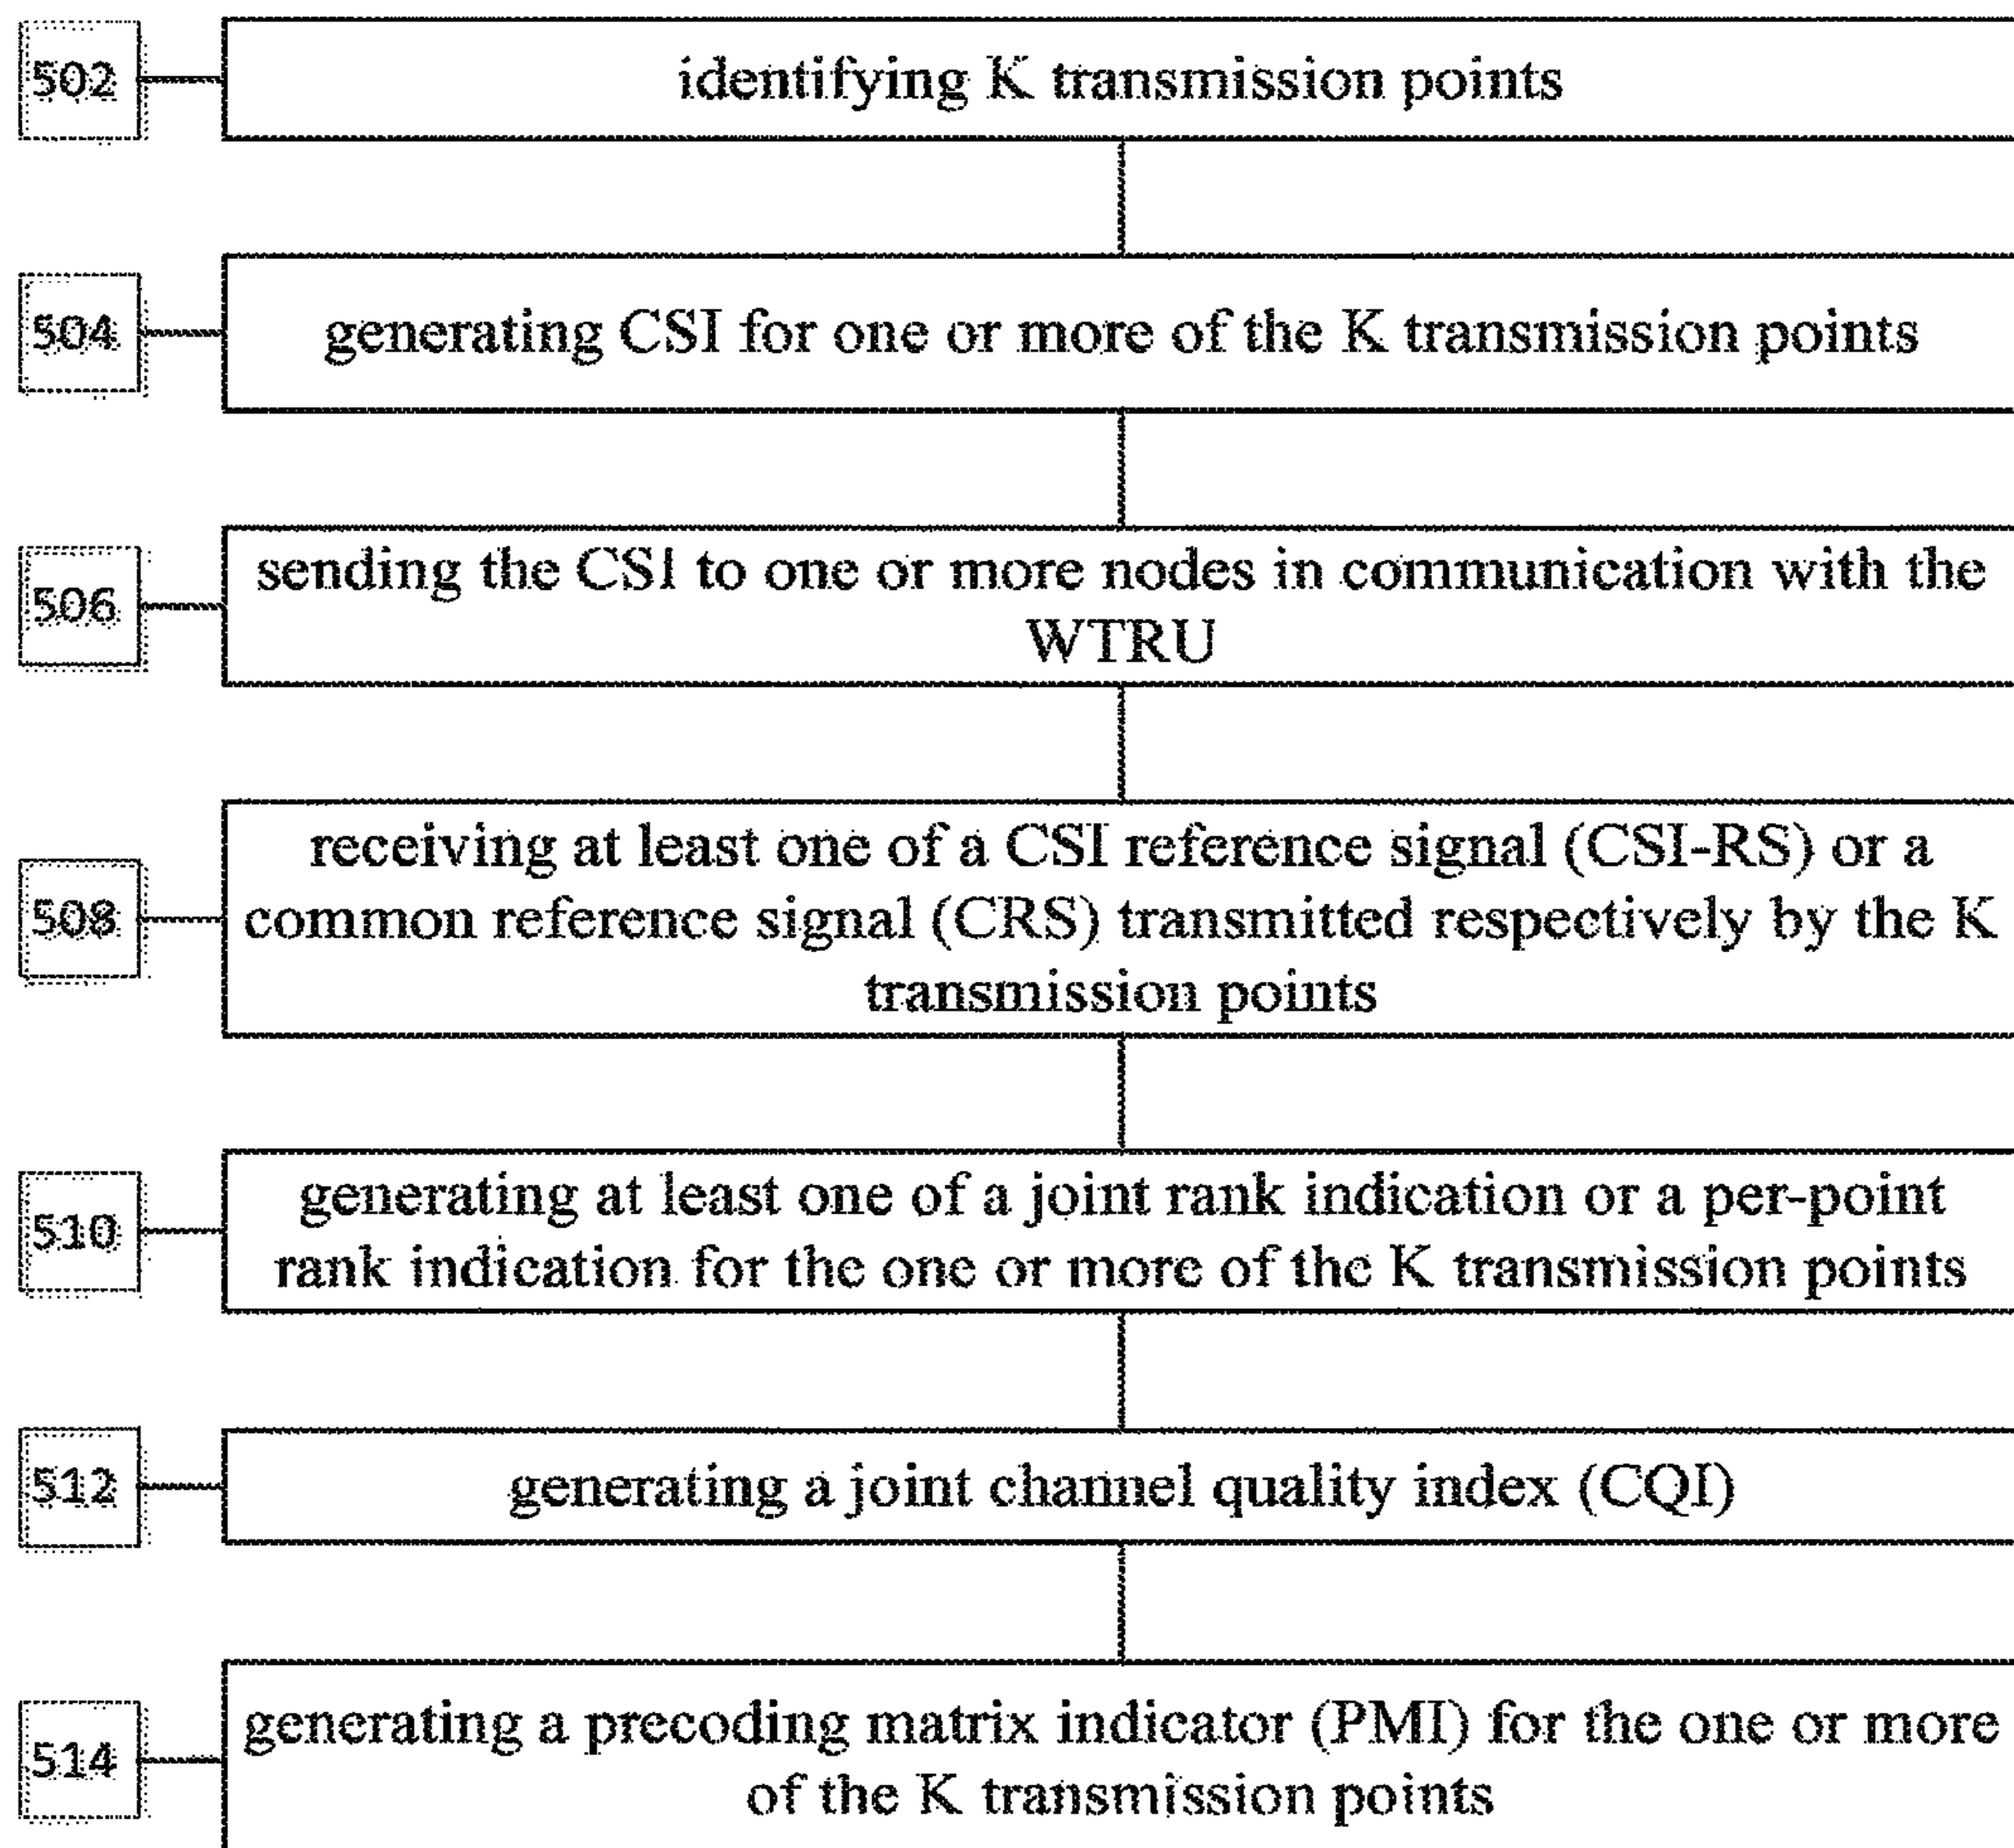 502
identifying K transmission points
504
generating CSI for one or more of the K transmission points
506
sending the CSI to one or more nodes in communication with the
WTRU
508
receiving at least one of a CSI reference signal (CSI-RS) or a
common reference signal (CRS) transmitted respectively by the K
transmission points
510
generating at least one of a joint rank indication or a per-point
rank indication for the one or more of the K transmission points
512
generating a joint channel quality index (CQI)
514
generating a precoding matrix indicator (PMI) for the one or more
of the K transmission points